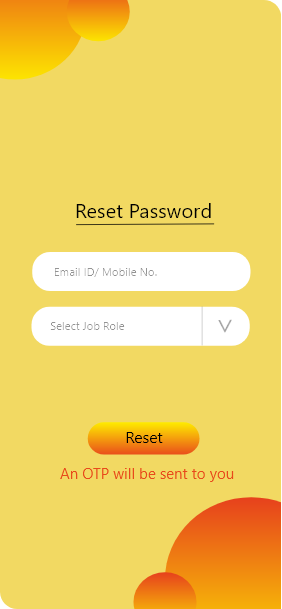 Reset Password
Email ID/ Mobile No.
Select Job Role
Reset
An OTP will be sent to you